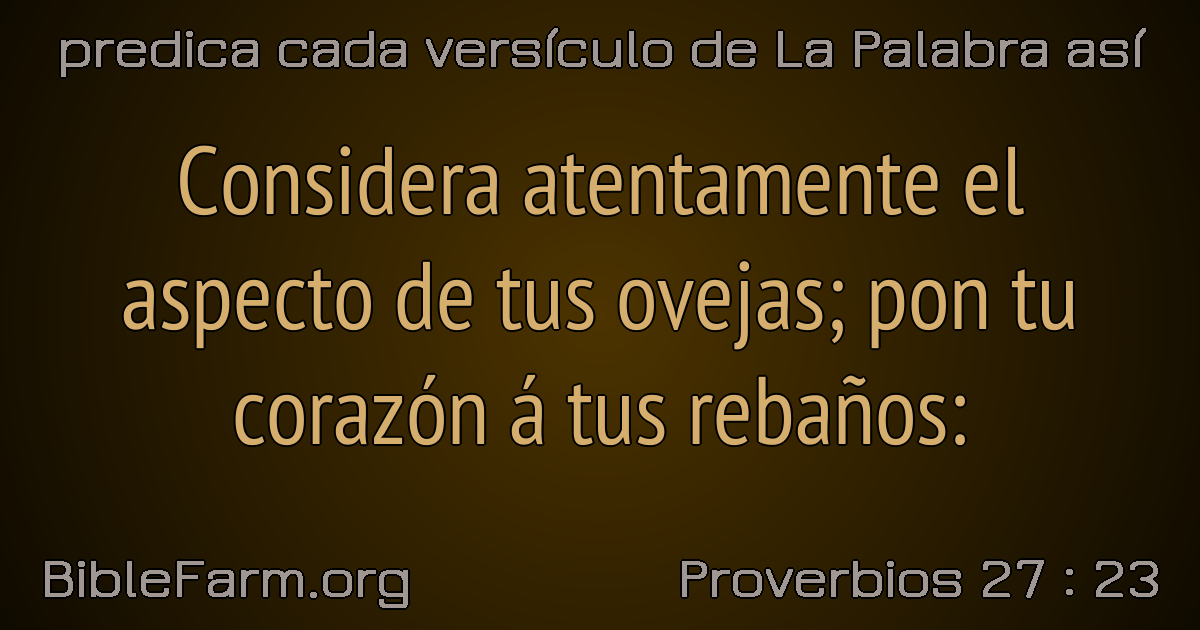 predica cada versículo de La Palabra así
Considera atentamente el
aspecto de tus ovejas; pon tu
corazón á tus rebaños:
BibleFarm.org
Proverbios 27 : 23